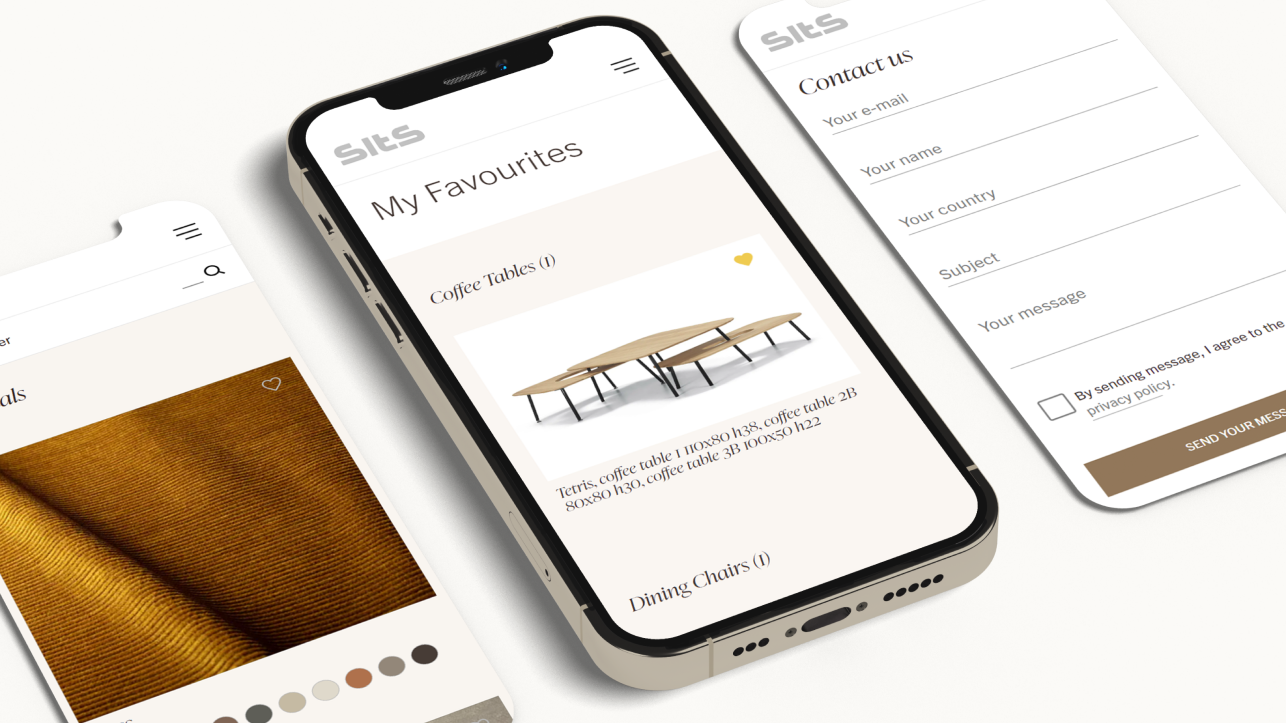 er
als
sits
My Favourites
Coffee Tables (1)
Tetris, coffee table 1 110x80 h38, coffee table 2B
80x80 h30, coffee table 3B 100x50 h22
Dining Chairs (1)
sits
Contact us
Your e-mail
Your name
Your country
Subject
Your message
By sending message, I agree to the
privacy policy.
SEND YOUR MESS